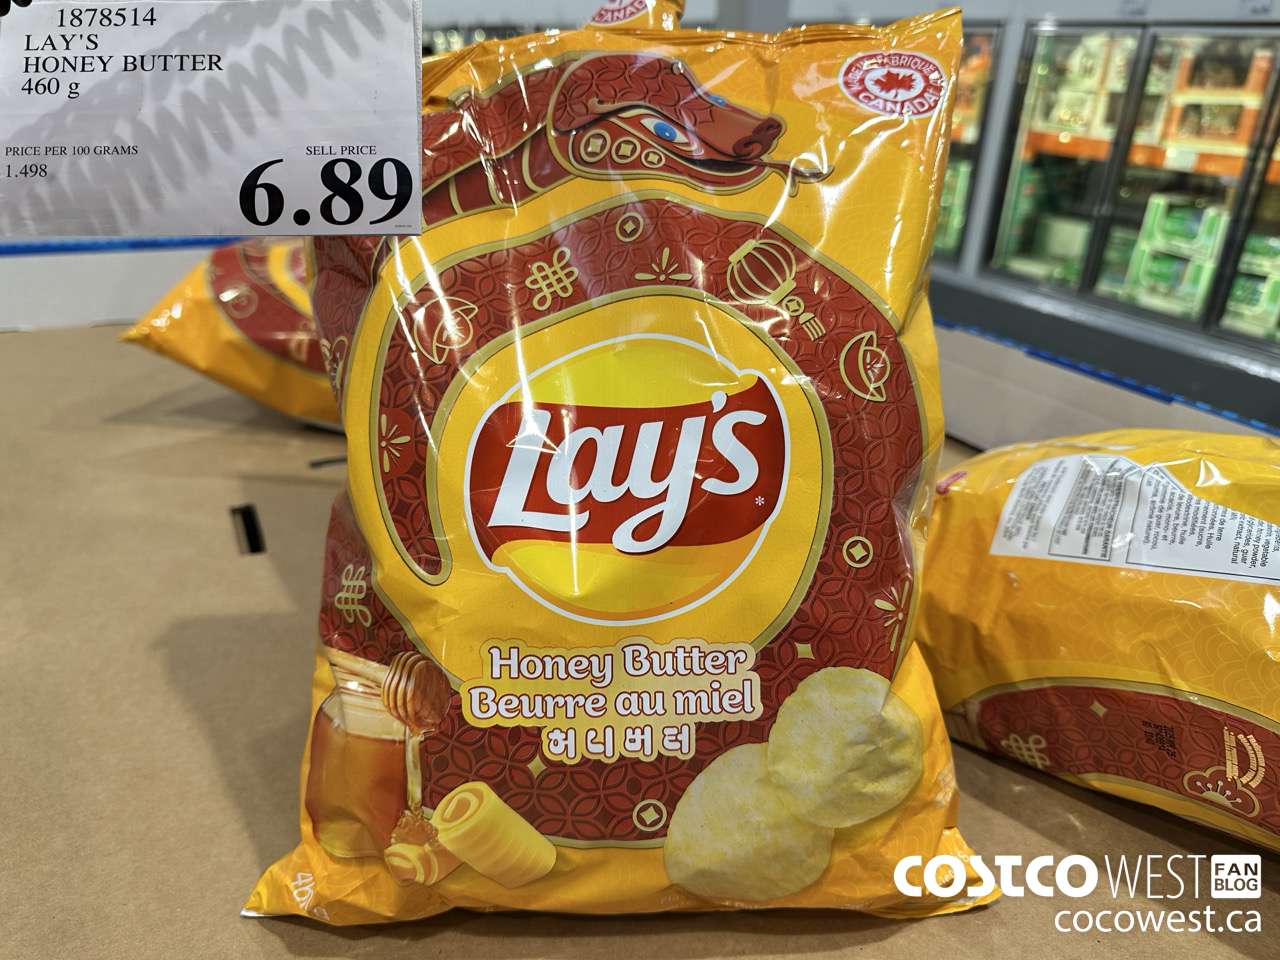 1878514
LAY'S
HONEY BUTTER
460 g
PRICE PER 100 GRAMS
1.498
SELL PRICE
6.89
CANADA
FABRIQUÉ
CANADA
Lay's
Honey Butter
Beurre au miel
허니버터
COSTCO WEST FAN BLOG
cocowest.ca